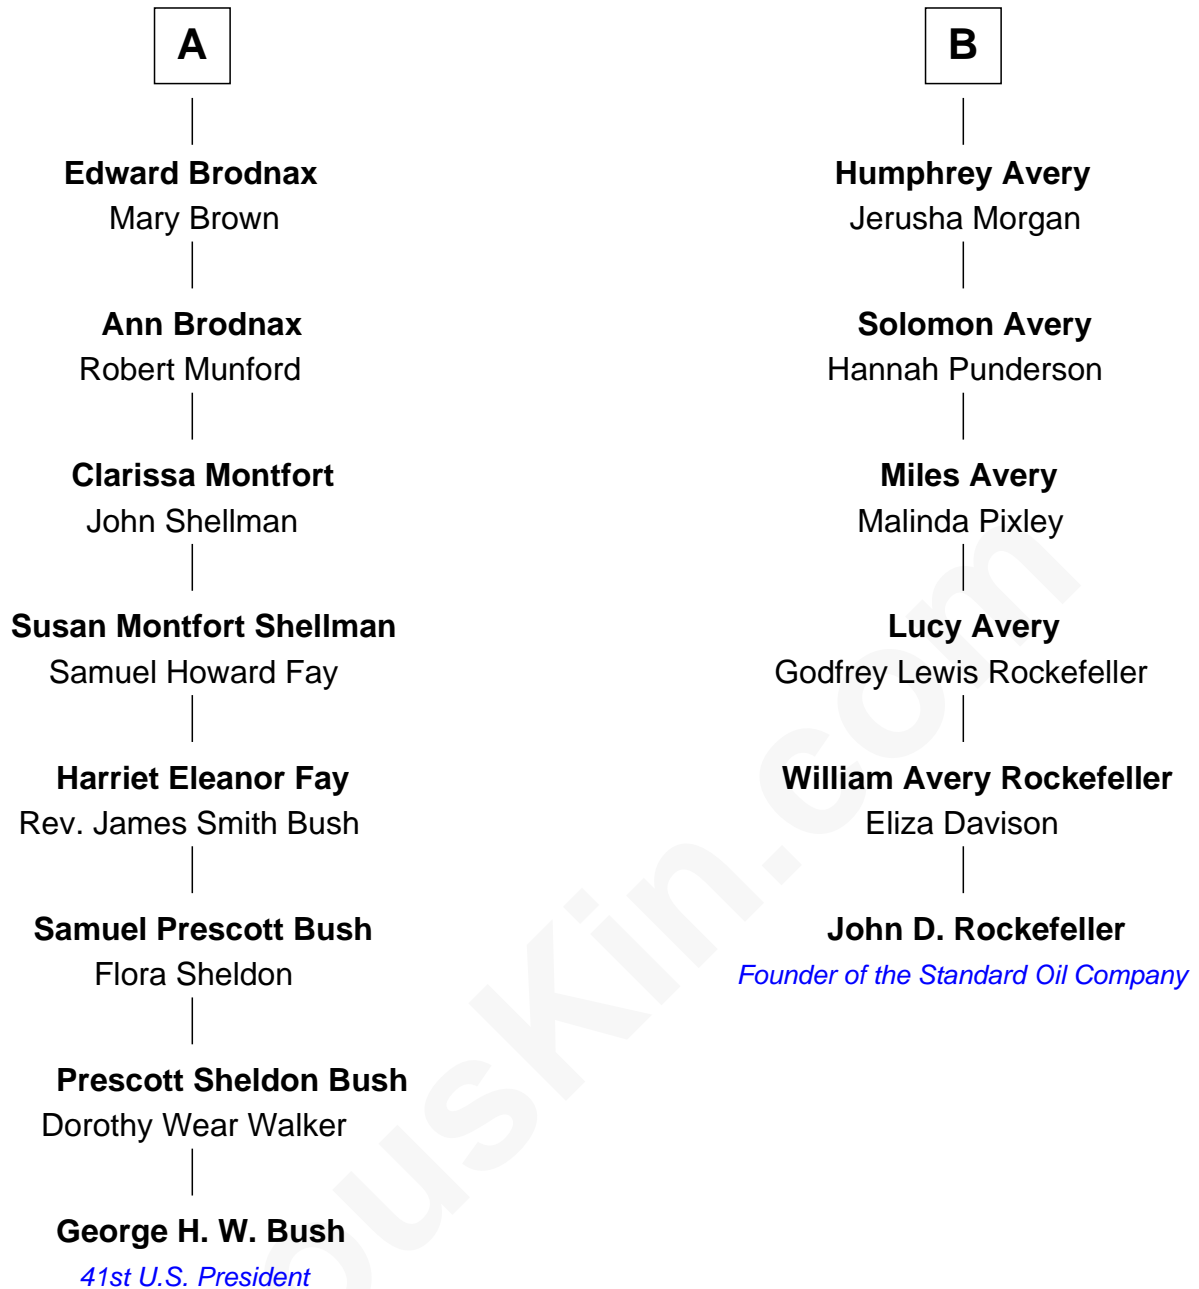 A
Edward Brodnax
Mary Brown
Ann Brodnax
Robert Munford
Clarissa Montfort
John Shellman
Susan Montfort Shellman
Samuel Howard Fay
Harriet Eleanor Fay
Rev. James Smith Bush
Samuel Prescott Bush
Flora Sheldon
Prescott Sheldon Bush
Dorothy Wear Walker
George H. W. Bush
41st U.S. President
B
Humphrey Avery
Jerusha Morgan
Solomon Avery
Hannah Punderson
Miles Avery
Malinda Pixley
Lucy Avery
Godfrey Lewis Rockefeller
William Avery Rockefeller
Eliza Davison
John D. Rockefeller
Founder of the Standard Oil Company
ousKin.com